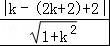 |k - (2k+2)+2|
√1+k²